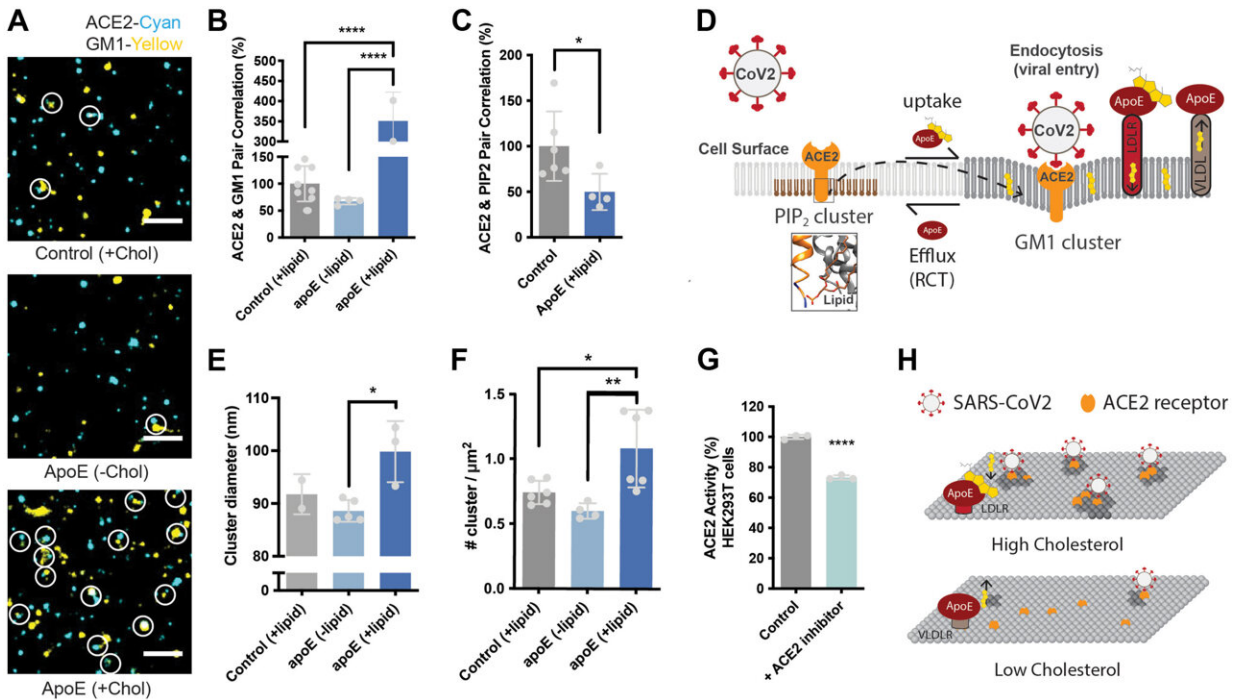 A
ACE2-Cyan
GM1-Yellow
Control (+Chol)
ApoE (-Chol)
ApoE (+Chol)
B
ACE2 & GM1 Pair Correlation (%)
500
450
400
350
300
150
100
50
0
****
****
Control (+lipid)
apoE (-lipid)
apoE (+lipid)
C
ACE2 & PIP2 Pair Correlation (%)
200
150
100
50
0
*
Control
ApoE (+lipid)
D
CoV2
Cell Surface
ACE2
PIP2 cluster
Lipid
uptake
ApoE
ApoE
Efflux
(RCT)
Endocytosis
(viral entry)
CoV2
ACE2
GM1 cluster
ApoE
LDLR
ApoE
VLDL
E
Cluster diameter (nm)
110
100
90
80
0
*
Control (+lipid)
apoE (-lipid)
apoE (+lipid)
F
# cluster / µm2
1.5
1.0
0.5
0.0
*
**
Control (+lipid)
apoE (-lipid)
apoE (+lipid)
G
ACE2 Activity (%)
HEK293T cells
120
100
80
60
40
20
0
****
Control
+ ACE2 inhibitor
H
SARS-CoV2
ACE2 receptor
ApoE
LDLR
High Cholesterol
ApoE
VLDLR
Low Cholesterol